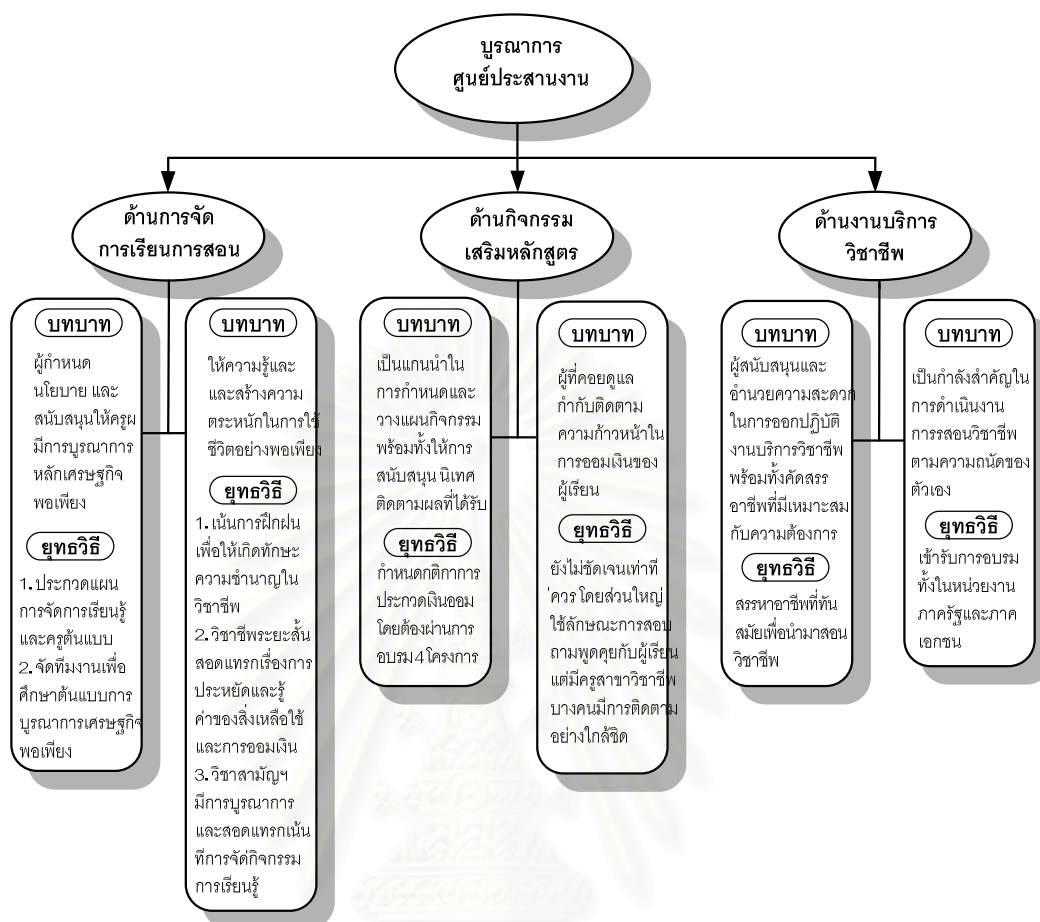 บูรณาการ
ศูนย์ประสานงาน
ด้านการจัด
การเรียนการสอน
ด้านกิจกรรม
เสริมหลักสูตร
ด้านงานบริการ
วิชาชีพ
บทบาท
ผู้กำหนด
นโยบาย และ
สนับสนุนให้ครูผ
มีการบูรณาการ
หลักเศรษฐกิจ
พอเพียง
ยุทธวิธี
1. ประกวดแผน
การจัดการเรียนรู้
และครูต้นแบบ
2. จัดทีมงานเพื่อ
ศึกษาต้นแบบการ
บูรณาการเศรษฐกิจ
พอเพียง
บทบาท
ให้ความรู้และ
และสร้างความ
ตระหนักในการใช้
ชีวิตอย่างพอเพียง
ยุทธวิธี
1. เน้นการฝึกฝน
เพื่อให้เกิดทักษะ
ความชำนาญใน
วิชาชีพ
2. วิชาชีพระยะสั้น
สอดแทรกเรื่องการ
ประหยัดและรู้
ค่าของสิ่งเหลือใช้
และการออมเงิน
3. วิชาสามัญฯ
มีการบูรณาการ
และสอดแทรกเน้น
ที่การจัดกิจกรรม
การเรียนรู้
บทบาท
เป็นแกนนำใน
การกำหนดและ
วางแผนกิจกรรม
พร้อมทั้งให้การ
สนับสนุน นิเทศ
ติดตามผลที่ได้รับ
ยุทธวิธี
กำหนดกติกาการ
ประกวดเงินออม
โดยต้องผ่านการ
อบรม 4 โครงการ
บทบาท
ผู้ที่คอยดูแล
กำกับติดตาม
ความก้าวหน้าใน
การออมเงินของ
ผู้เรียน
ยุทธวิธี
ยังไม่ชัดเจนเท่าที่
ควร โดยส่วนใหญ่
ใช้ลักษณะการสอบ
ถามพูดคุยกับผู้เรียน
แต่มีครูสาขาวิชาชีพ
บางคนมีการติดตาม
อย่างใกล้ชิด
บทบาท
ผู้สนับสนุนและ
อำนวยความสะดวก
ในการออกปฏิบัติ
งานบริการวิชาชีพ
พร้อมทั้งคัดสรร
อาชีพที่มีเหมาะสม
กับความต้องการ
ยุทธวิธี
สรรหาอาชีพที่ทัน
สมัยเพื่อนำมาสอน
วิชาชีพ
บทบาท
เป็นกำลังสำคัญใน
การดำเนินงาน
การรสอนวิชาชีพ
ตามความถนัดของ
ตัวเอง
ยุทธวิธี
เข้ารับการอบรม
ทั้งในหน่วยงาน
ภาครัฐและภาค
เอกชน